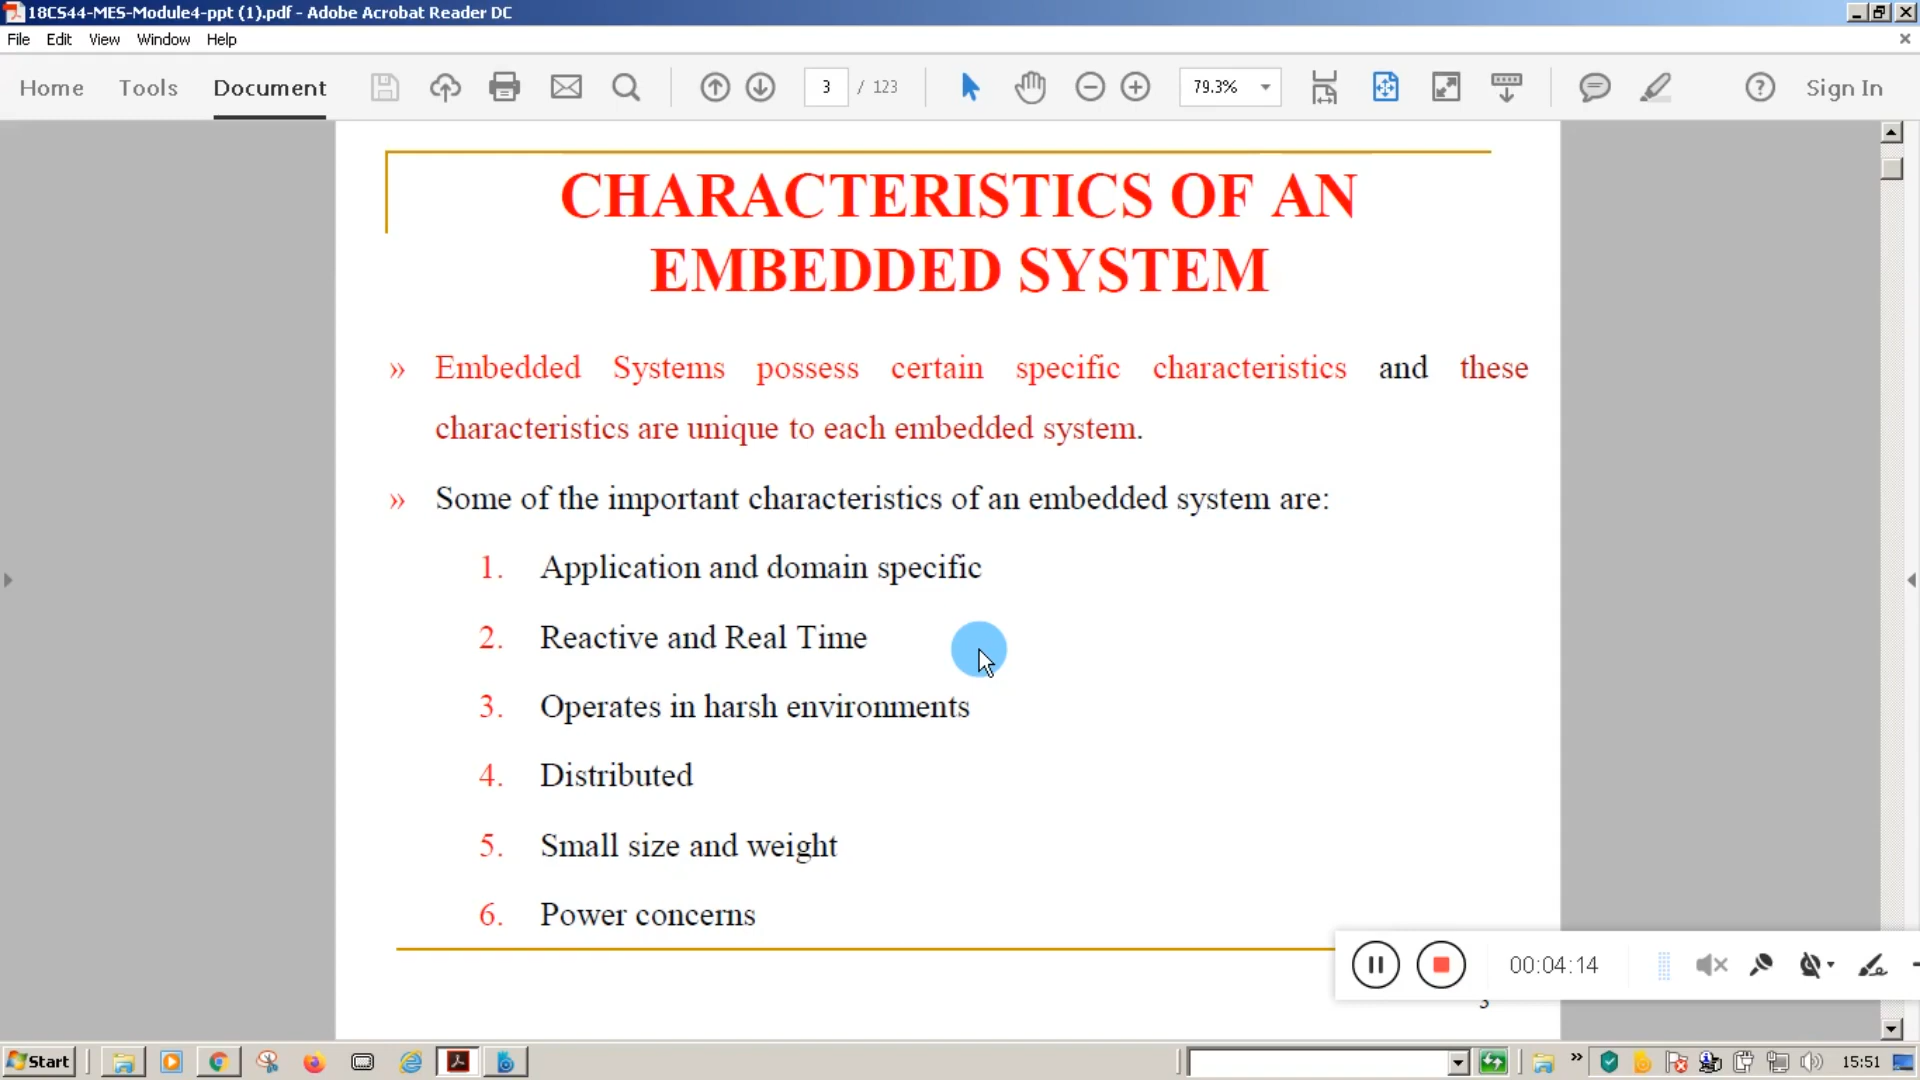 18CS44-MES-Module4-ppt (1).pdf - Adobe Acrobat Reader DC
File Edit View Window Help
Home Tools Document 3 / 123 79.3% Sign In
CHARACTERISTICS OF AN
EMBEDDED SYSTEM
» Embedded Systems possess certain specific characteristics and these
characteristics are unique to each embedded system.
» Some of the important characteristics of an embedded system are:
1. Application and domain specific
2. Reactive and Real Time
3. Operates in harsh environments
4. Distributed
5. Small size and weight
6. Power concerns
00:04:14
3
Start 15:51